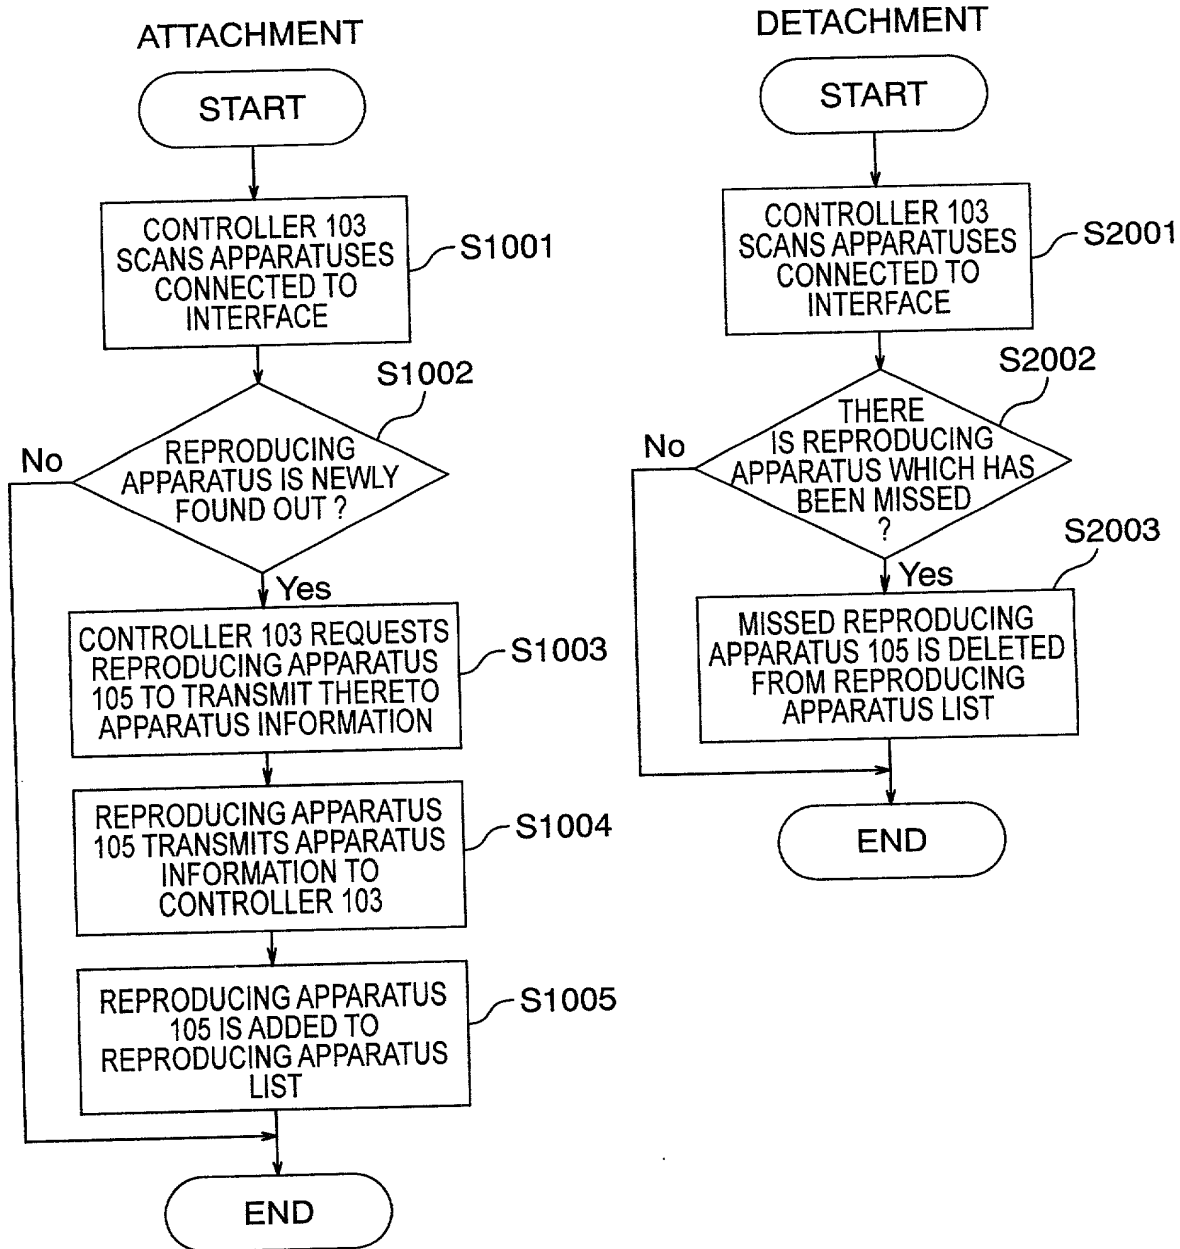 ATTACHMENT
START
CONTROLLER 103
SCANS APPARATUSES
CONNECTED TO
INTERFACE
S1001
S1002
REPRODUCING
APPARATUS IS NEWLY
FOUND OUT ?
No
Yes
CONTROLLER 103 REQUESTS
REPRODUCING APPARATUS
105 TO TRANSMIT THERETO
APPARATUS INFORMATION
S1003
REPRODUCING APPARATUS
105 TRANSMITS APPARATUS
INFORMATION TO
CONTROLLER 103
S1004
REPRODUCING APPARATUS
105 IS ADDED TO
REPRODUCING APPARATUS
LIST
S1005
END
DETACHMENT
START
CONTROLLER 103
SCANS APPARATUSES
CONNECTED TO
INTERFACE
S2001
S2002
THERE
IS REPRODUCING
APPARATUS WHICH HAS
BEEN MISSED
?
No
Yes
S2003
MISSED REPRODUCING
APPARATUS 105 IS DELETED
FROM REPRODUCING
APPARATUS LIST
END